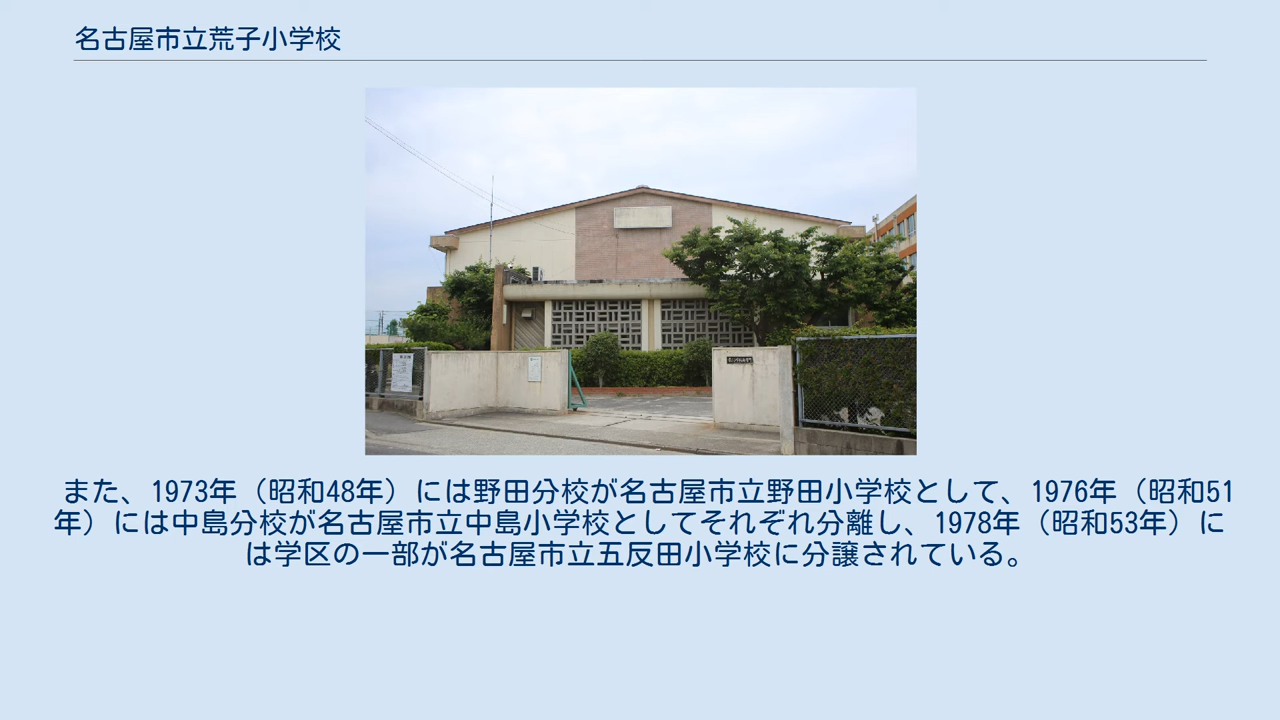 名古屋市立荒子小学校
また、1973年（昭和48年）には野田分校が名古屋市立野田小学校として、1976年（昭和51
年）には中島分校が名古屋市立中島小学校としてそれぞれ分離し、1978年（昭和53年）に
は学区の一部が名古屋市立五反田小学校に分譲されている。